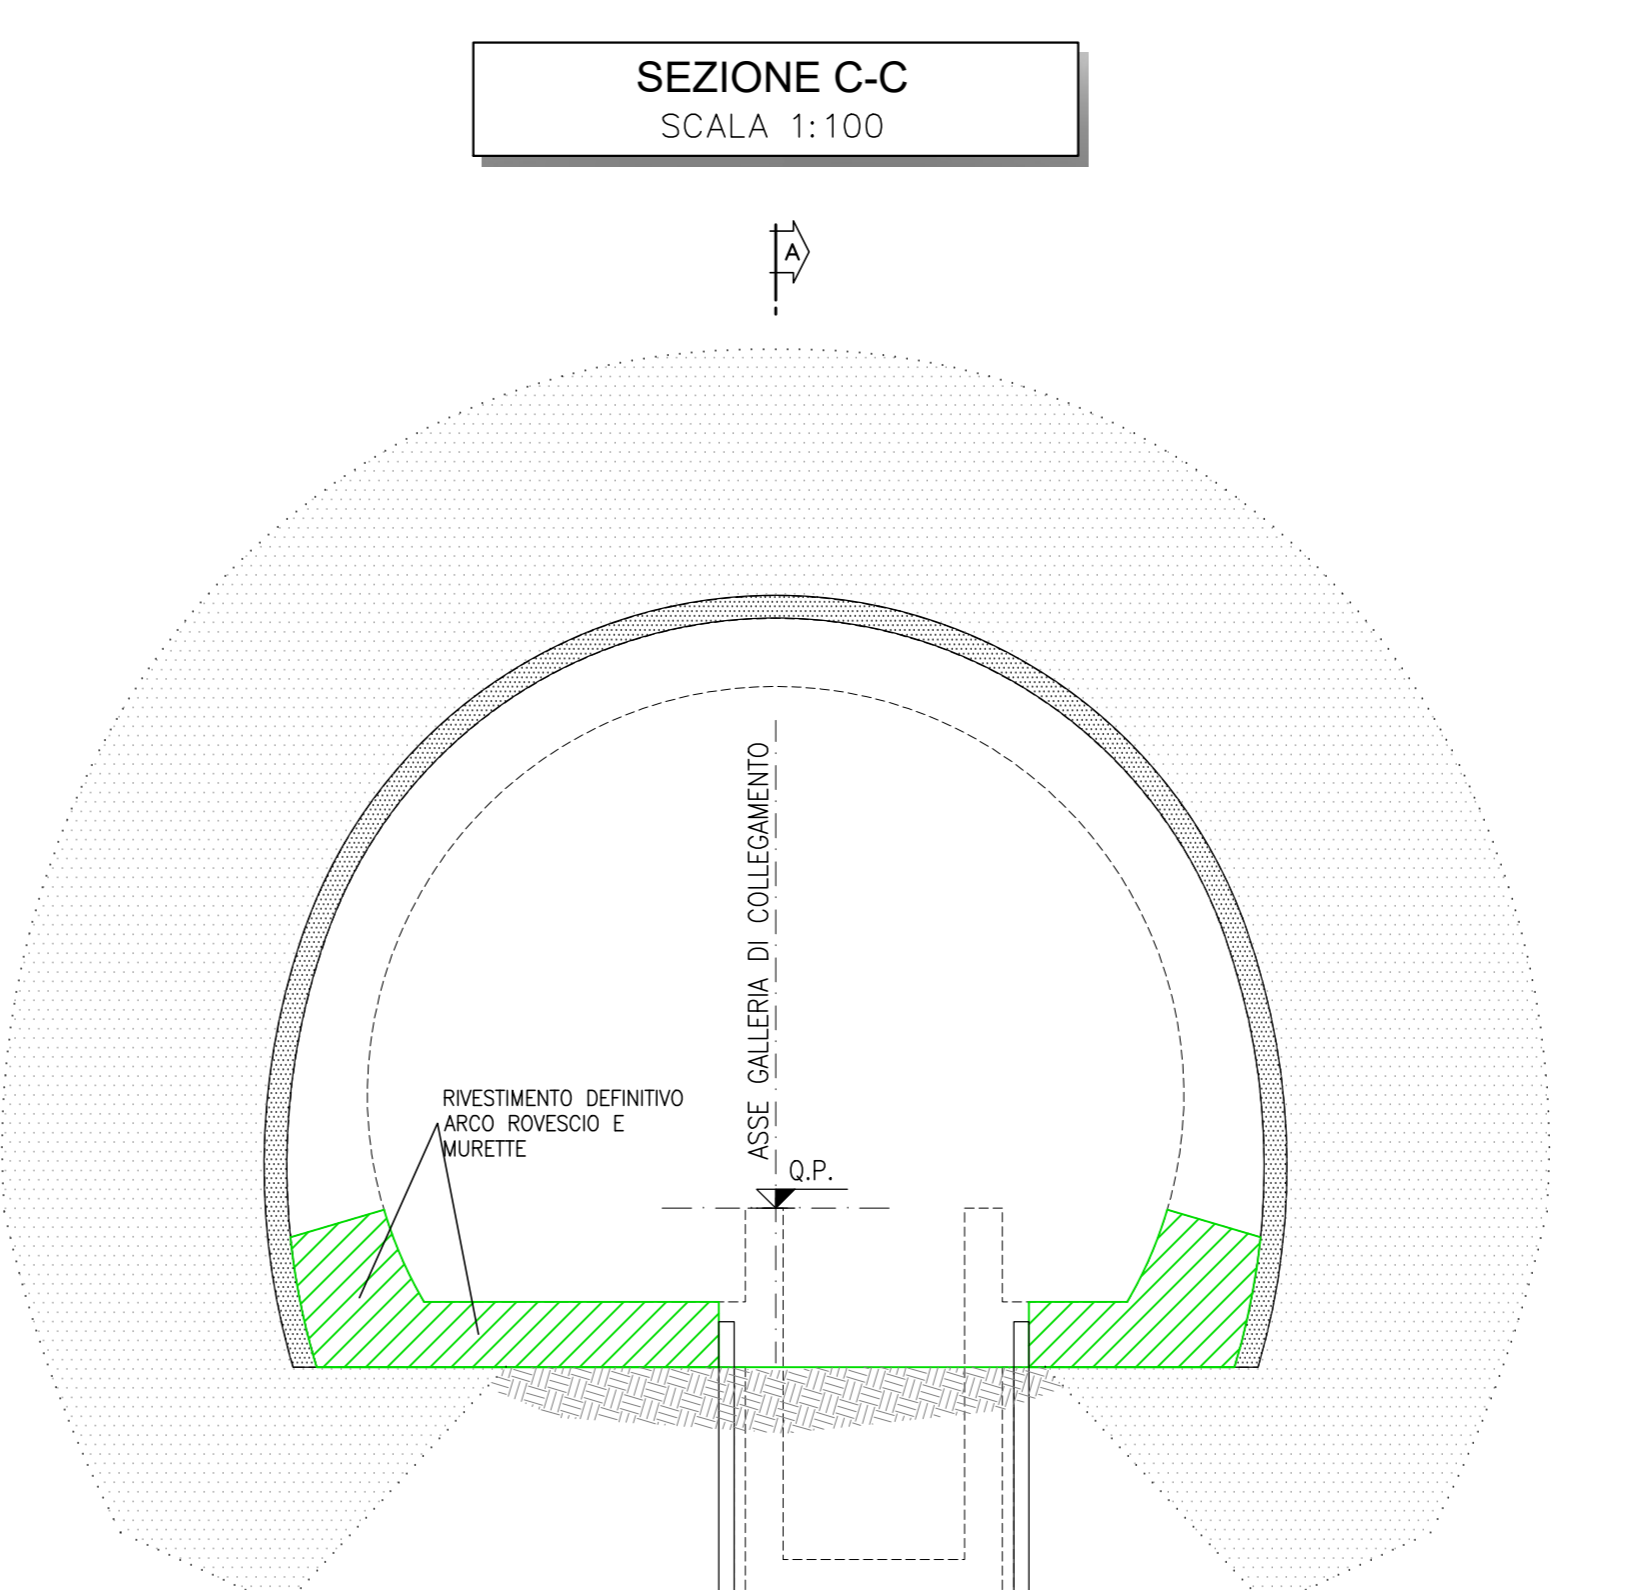 SEZIONE C-C
SCALA 1:100
A
ASSE GALLERIA DI COLLEGAMENTO
RIVESTIMENTO DEFINITIVO
ARCO ROVESCIO E
MURETTE
Q.P.